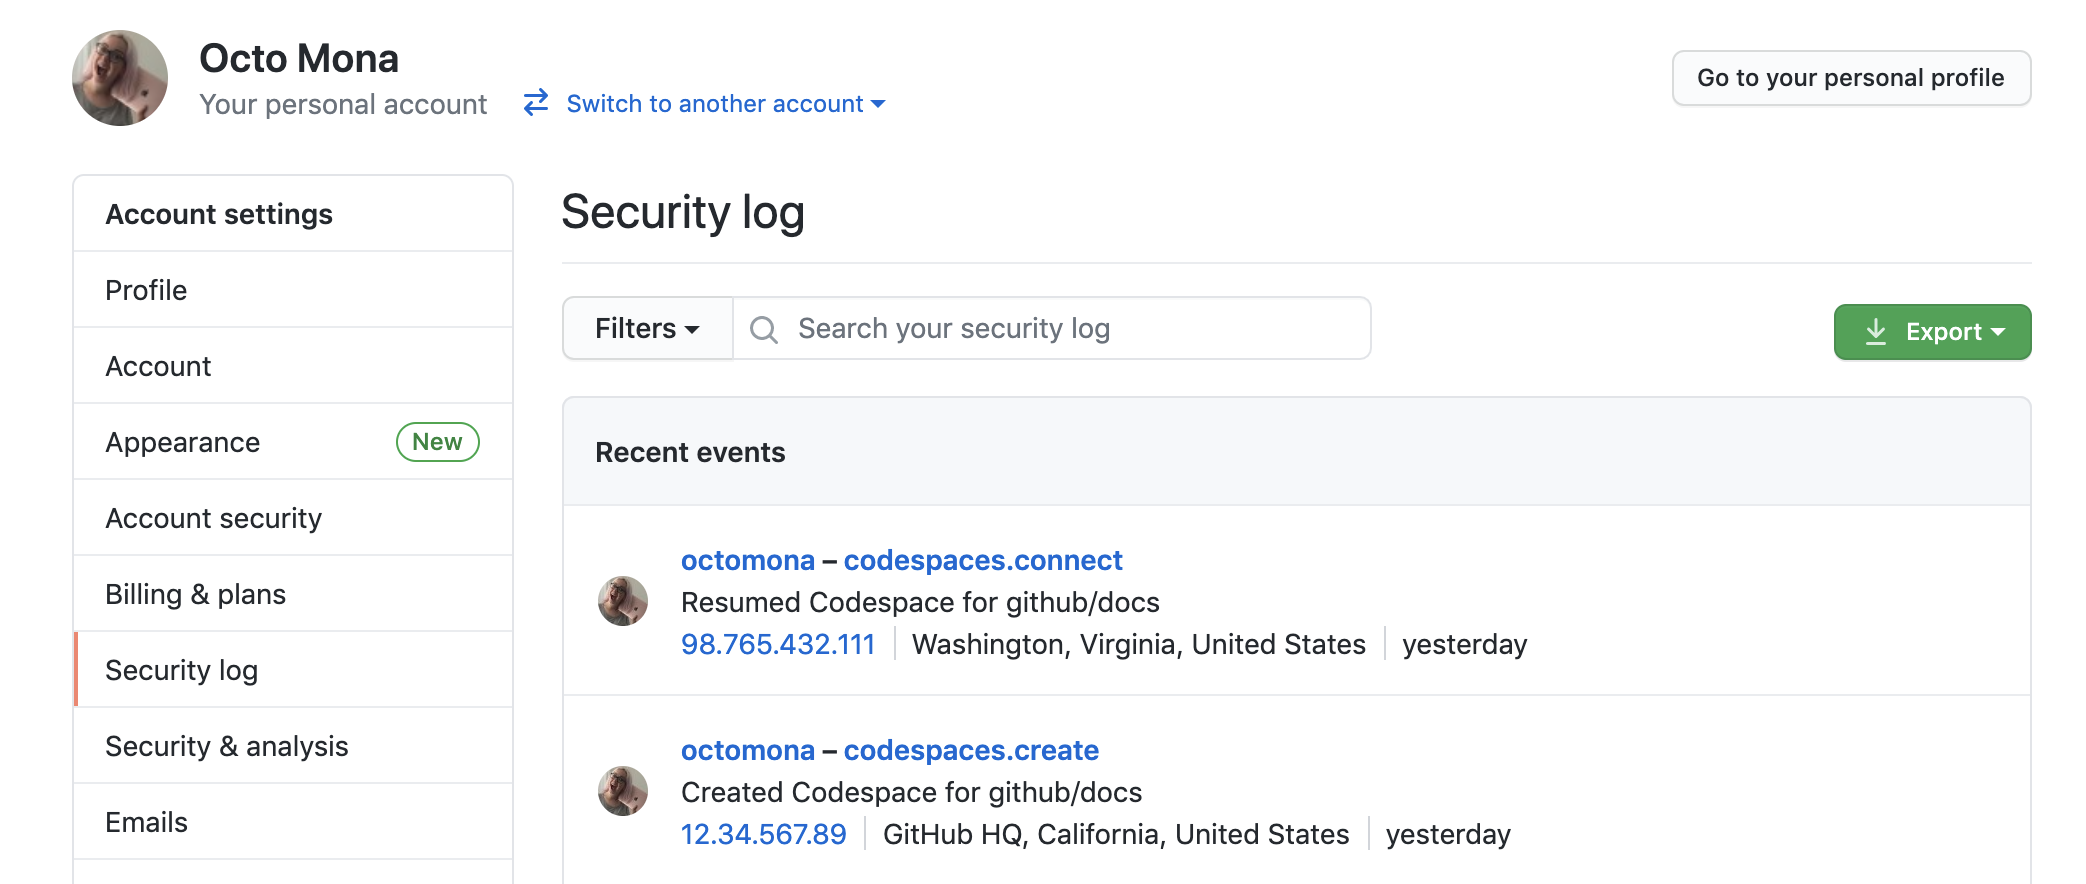 Octo Mona
Your personal account
Switch to another account
Go to your personal profile
Account settings
Profile
Account
Appearance New
Account security
Billing & plans
Security log
Security & analysis
Emails
Security log
Filters
Search your security log
Export
Recent events
octomona – codespaces.connect
Resumed Codespace for github/docs
98.765.432.111 Washington, Virginia, United States yesterday
octomona – codespaces.create
Created Codespace for github/docs
12.34.567.89 GitHub HQ, California, United States yesterday